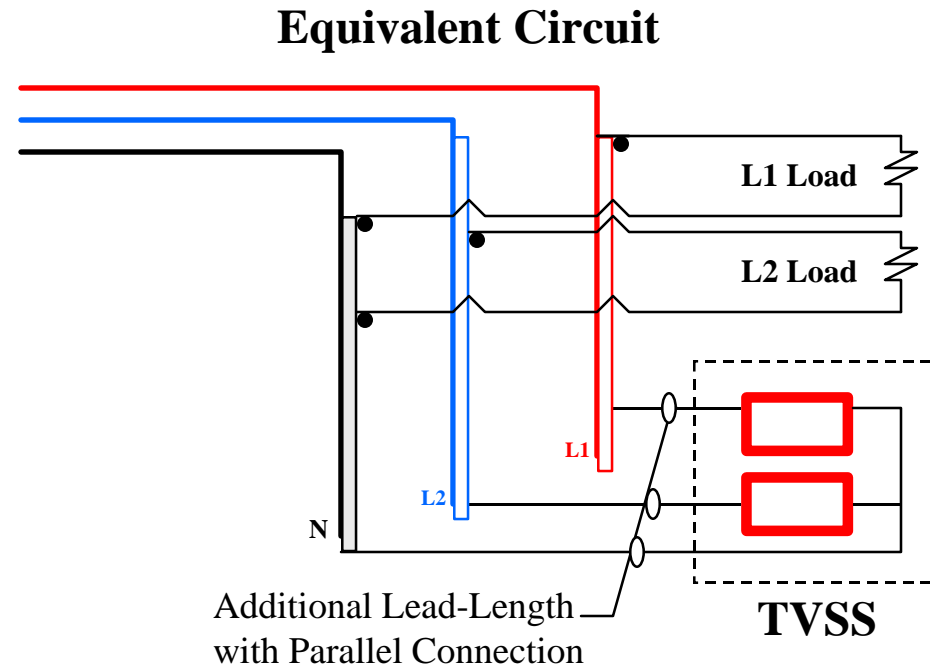 Equivalent Circuit
L1 Load
L2 Load
L1
L2
N
Additional Lead-Length
with Parallel Connection
TVSS